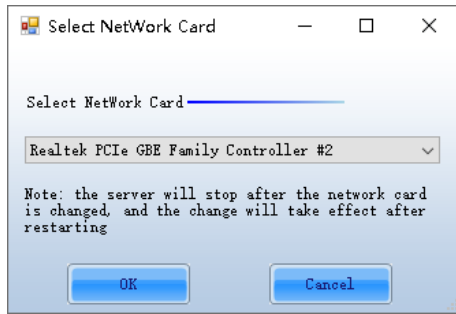 Select NetWork Card
Select NetWork Card
Realtek PCIe GBE Family Controller #2
Note: the server will stop after the network card
is changed, and the change will take effect after
restarting
OK Cancel